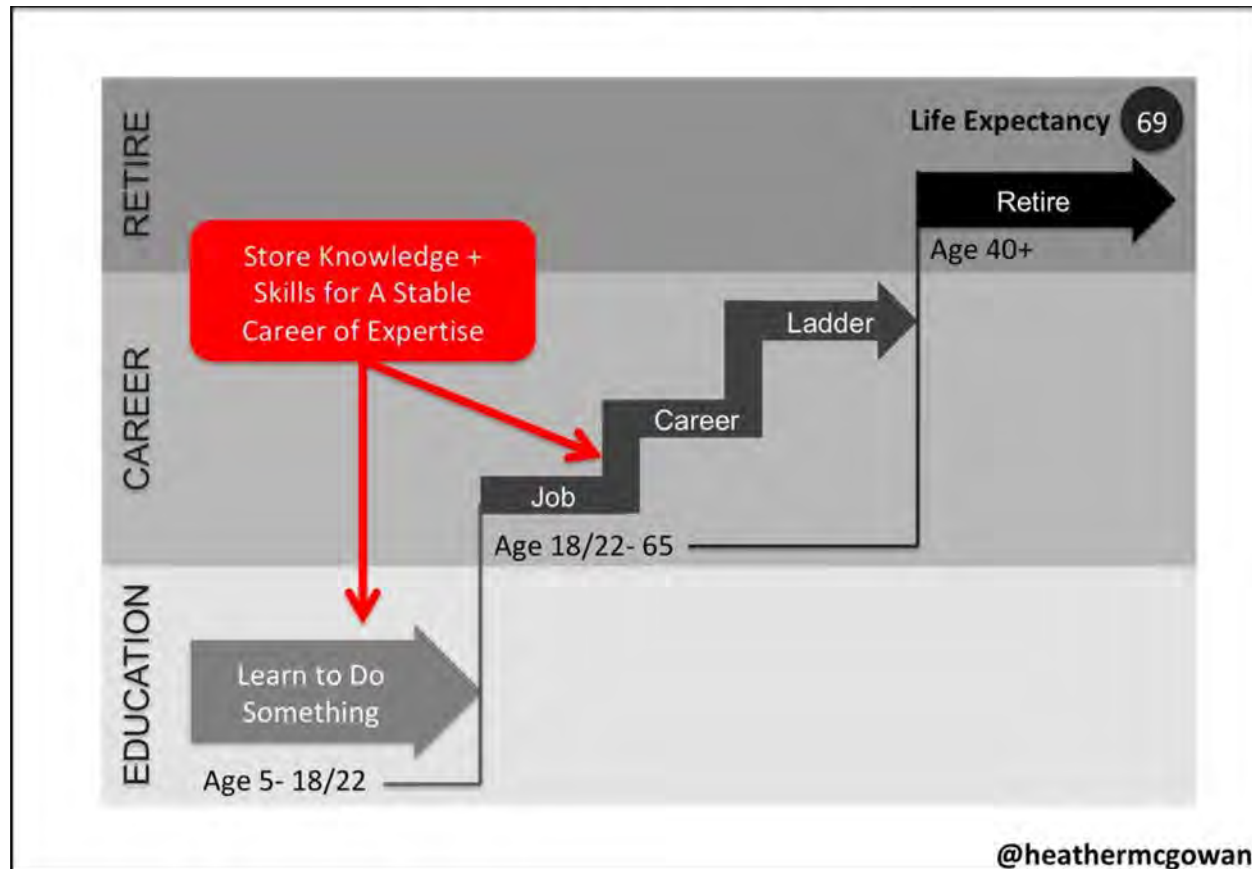 RETIRE
Life Expectancy 69
Retire
Age 40+
Store Knowledge +
Skills for A Stable
Career of Expertise
CAREER
Ladder
Career
Job
Age 18/22- 65
EDUCATION
Learn to Do
Something
Age 5- 18/22
@heathermcgowan